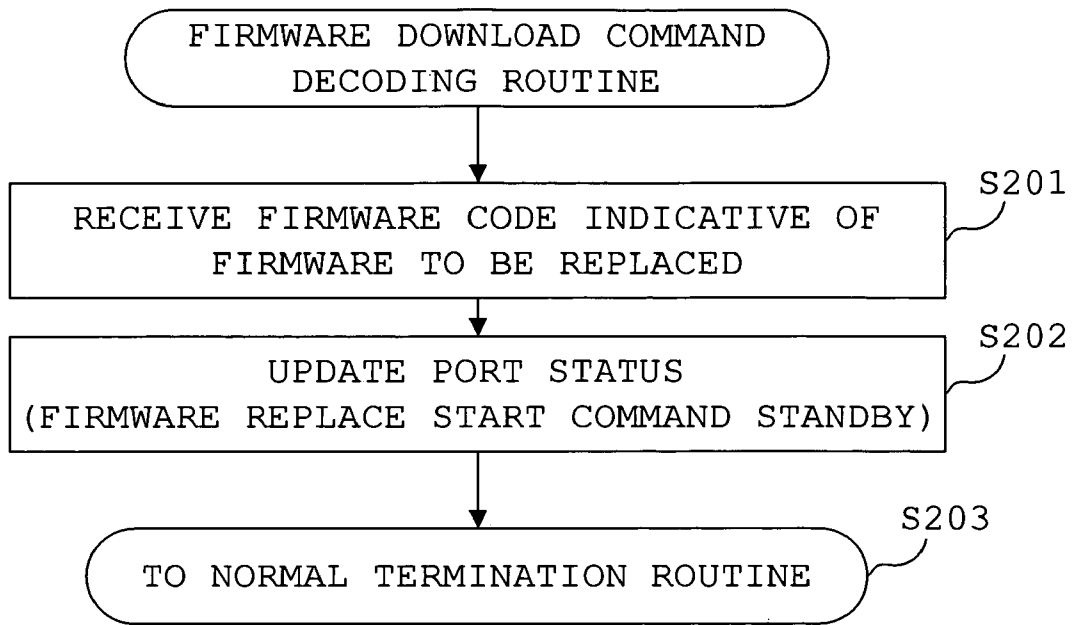 FIRMWARE DOWNLOAD COMMAND
DECODING ROUTINE
S201
RECEIVE FIRMWARE CODE INDICATIVE OF
FIRMWARE TO BE REPLACED
S202
UPDATE PORT STATUS
(FIRMWARE REPLACE START COMMAND STANDBY)
S203
TO NORMAL TERMINATION ROUTINE